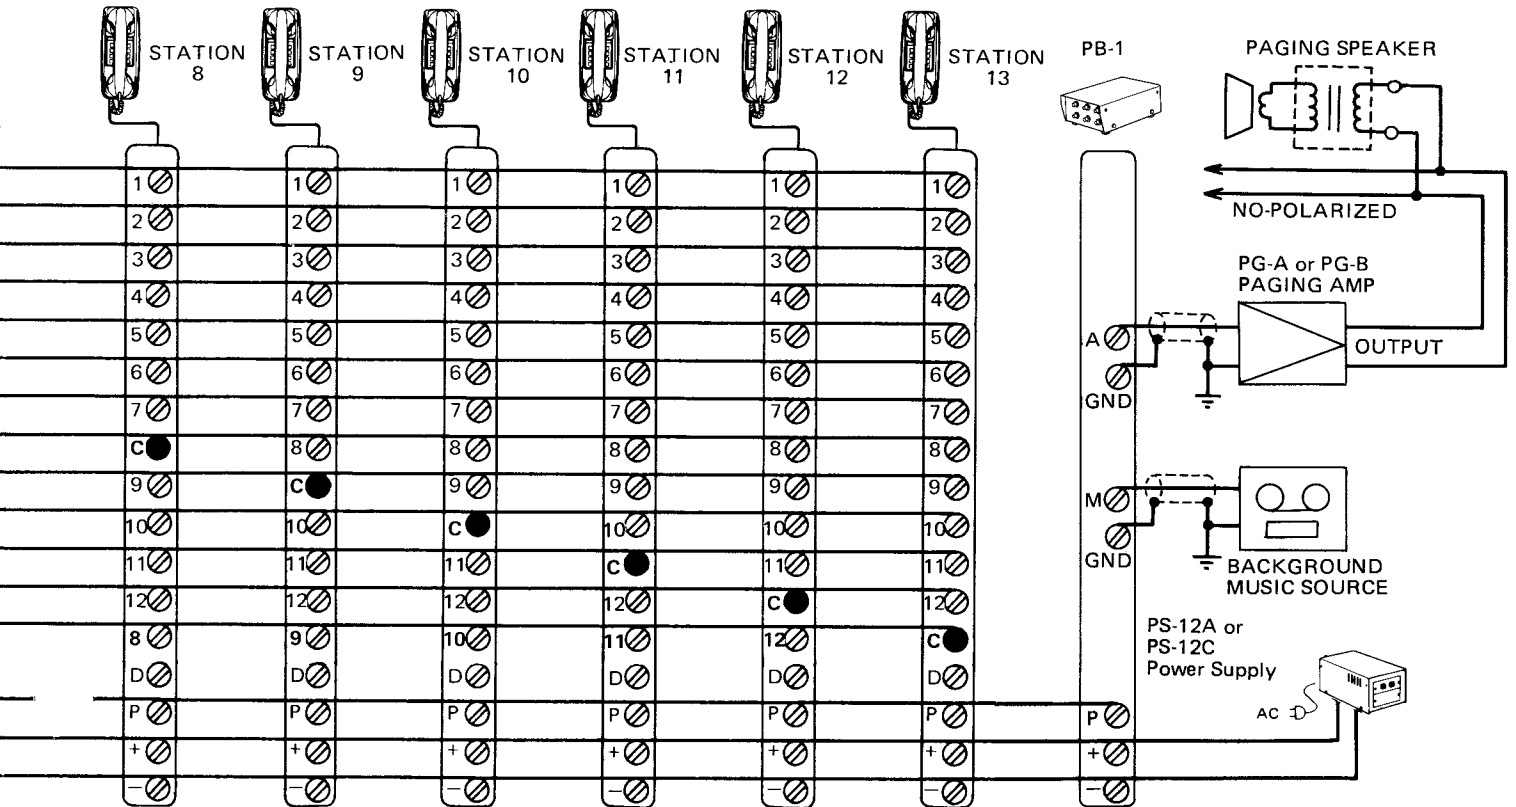 STATION 8
STATION 9
STATION 10
STATION 11
STATION 12
STATION 13
PB-1
PAGING SPEAKER
1 1 1 1 1 1
2 2 2 2 2 2
NO-POLARIZED
3 3 3 3 3 3
PG-A or PG-B
PAGING AMP
4 4 4 4 4 4
5 5 5 5 5 5 A
OUTPUT
6 6 6 6 6 6
GND
7 7 7 7 7 7
C 8 8 8 8 8
9 C 9 9 9 9 M
10 10 C 10 10 10
GND
11 11 11 C 11 11
BACKGROUND
MUSIC SOURCE
12 12 12 12 C 12
8 9 10 11 12 C
PS-12A or
PS-12C
Power Supply
D D D D D D
P P P P P P P
AC
+ + + + + + +
− − − − − − −